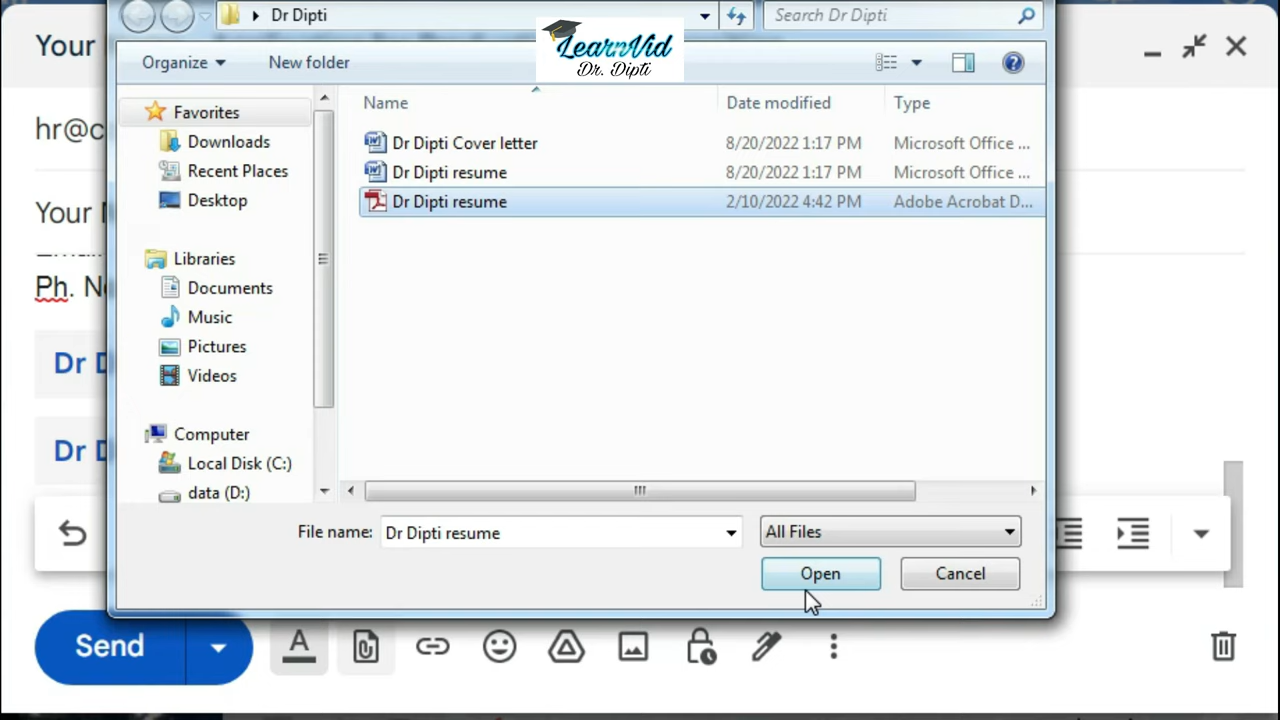 Dr Dipti
Search Dr Dipti
LearnVid
Dr. Dipti
Your
Organize
New folder
Name
Date modified
Type
Favorites
Downloads
Recent Places
Desktop
Libraries
Documents
Music
Pictures
Videos
Computer
Local Disk (C:)
data (D:)
Dr Dipti Cover letter 8/20/2022 1:17 PM Microsoft Office ...
Dr Dipti resume 8/20/2022 1:17 PM Microsoft Office ...
Dr Dipti resume 2/10/2022 4:42 PM Adobe Acrobat D...
hr@c
Your
Ph.
Dr
Dr
File name: Dr Dipti resume All Files
Open Cancel
Send